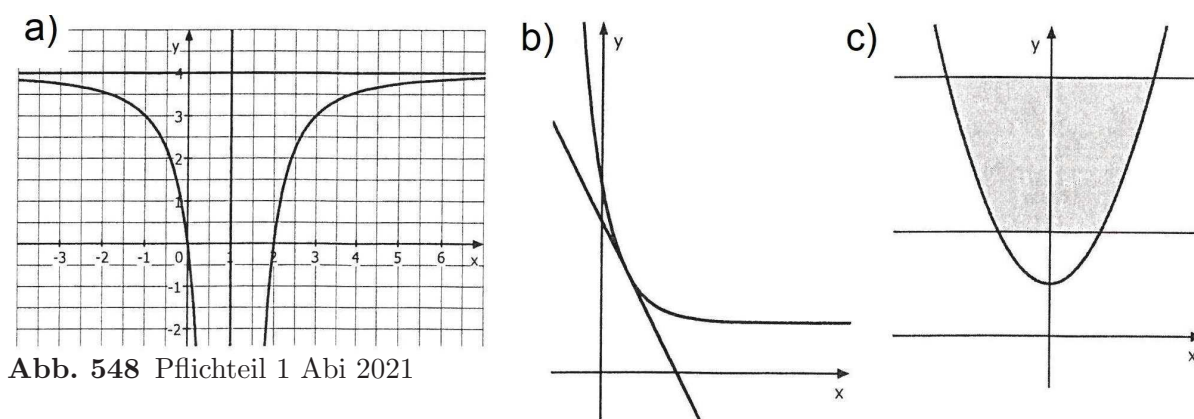 a)
y
4
3
2
1
-3 -2 -1 0 1 2 3 4 5 6 x
-1
-2
b)
y
x
c)
y
x
Abb. 548 Pflichtteil 1 Abi 2021